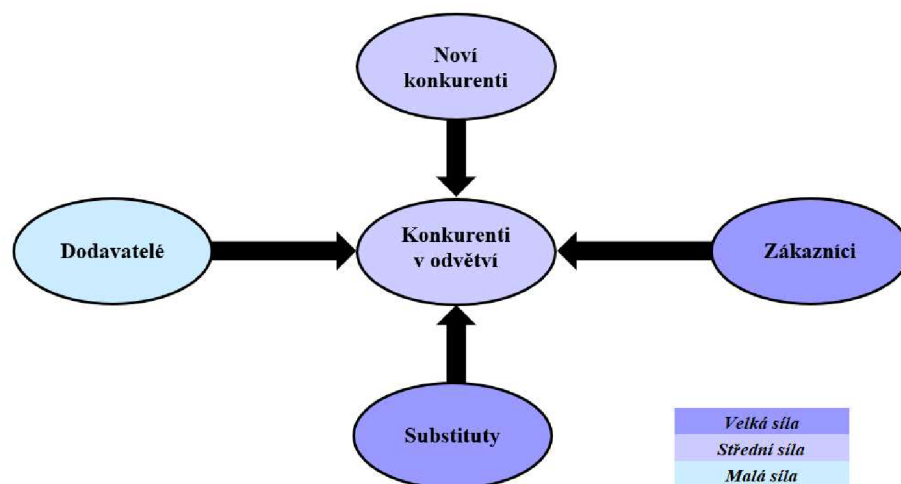 Noví
konkurenti
Dodavatelé
Konkurenti
v odvětví
Zákazníci
Substituty
Velká síla
Střední síla
Malá síla